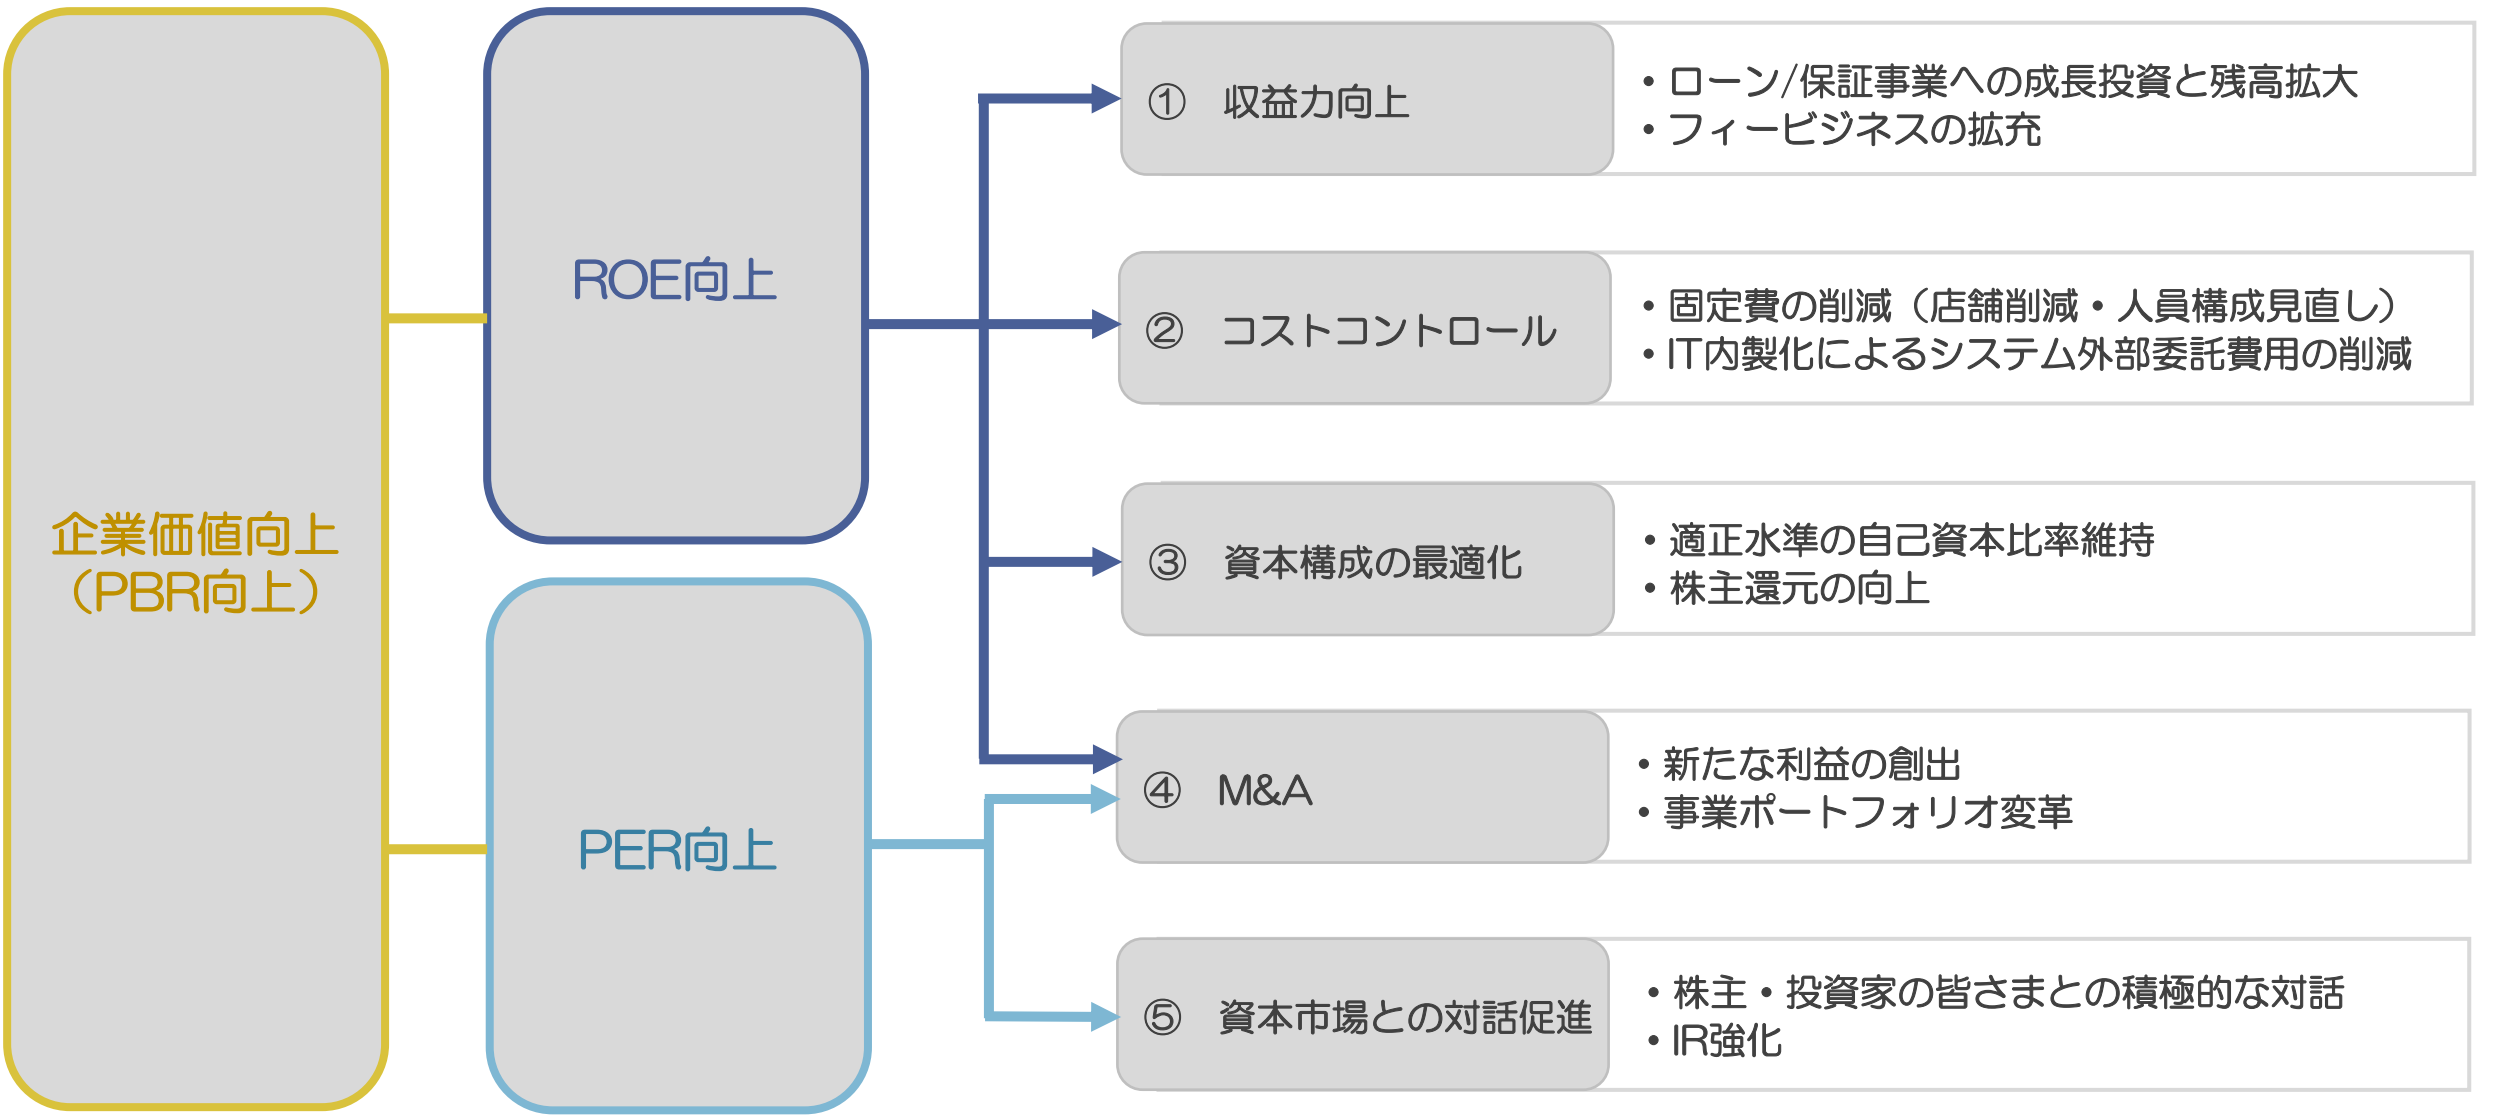 企業価値向上
（PBR向上）
ROE向上
PER向上
① 収益力向上
・ローン/保証事業への戦略投資と残高拡大
・フィービジネスの拡充
② コストコントロール
・固定費の削減（店舗削減・人員構成見直し）
・IT内製化によるシステム外部委託費用の削減
③ 資本構成の最適化
・适正水準の自己資本比率維持
・株主還元の向上
④ M&A
・新たな利益の創出
・事業ポートフォリオ変革
⑤ 資本市場との対話促進
・株主・投資家の皆さまとの積極的な対話
・IR強化